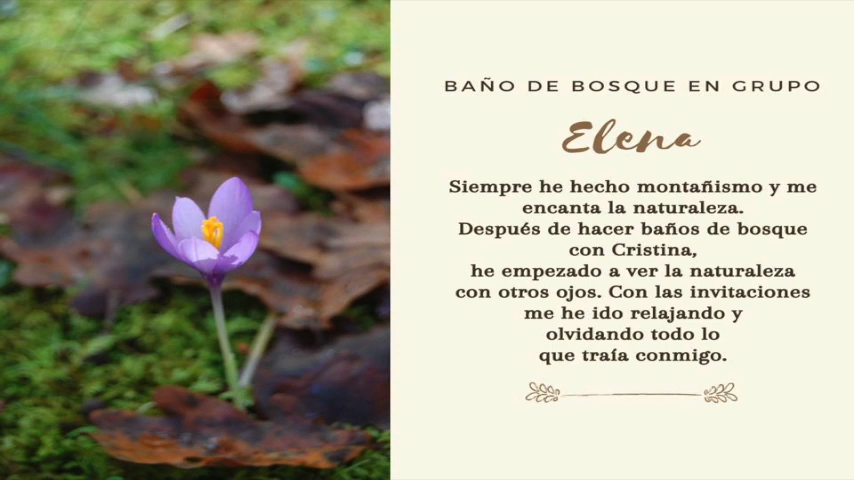 BAÑO DE BOSQUE EN GRUPO
Elena
Siempre he hecho montañismo y me
encanta la naturaleza.
Después de hacer baños de bosque
con Cristina,
he empezado a ver la naturaleza
con otros ojos. Con las invitaciones
me he ido relajando y
olvidando todo lo
que traía conmigo.